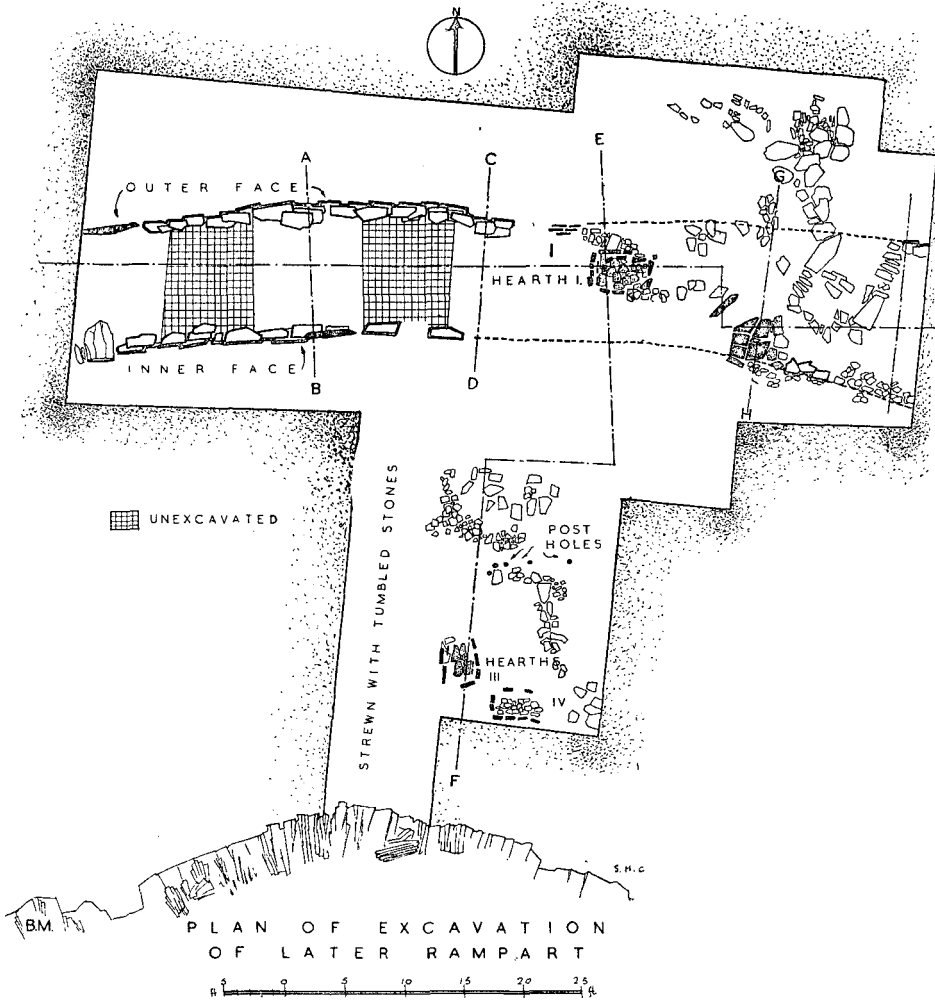 N
A
C
E
G
OUTER FACE
I
HEARTH I.
INNER FACE
B
D
H
UNEXCAVATED
STREWN WITH TUMBLED STONES
POST
HOLES
HEARTHS
III
IV
F
S.H.C
B.M.
PLAN OF EXCAVATION
OF LATER RAMPART
ft 5 0 5 10 15 20 25 ft